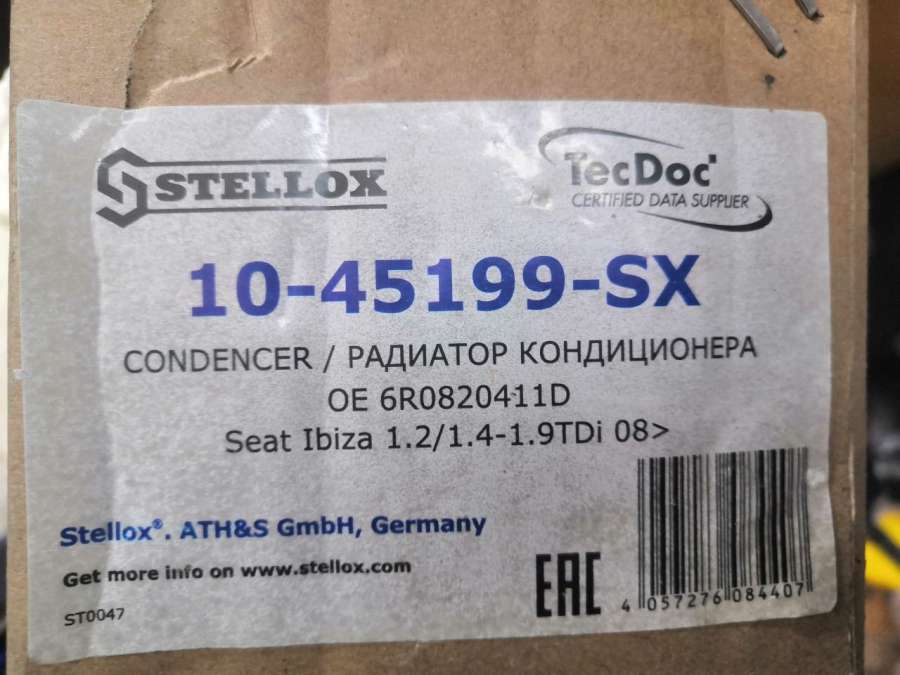 STELLOX
TecDoc
CERTIFIED DATA SUPPLIER
10-45199-SX
CONDENCER / РАДИАТОР КОНДИЦИОНЕРА
OE 6R0820411D
Seat Ibiza 1.2/1.4-1.9TDi 08>
Stellox®. ATH&S GmbH, Germany
Get more info on www.stellox.com
ST0047
EAC
4 057276 084407